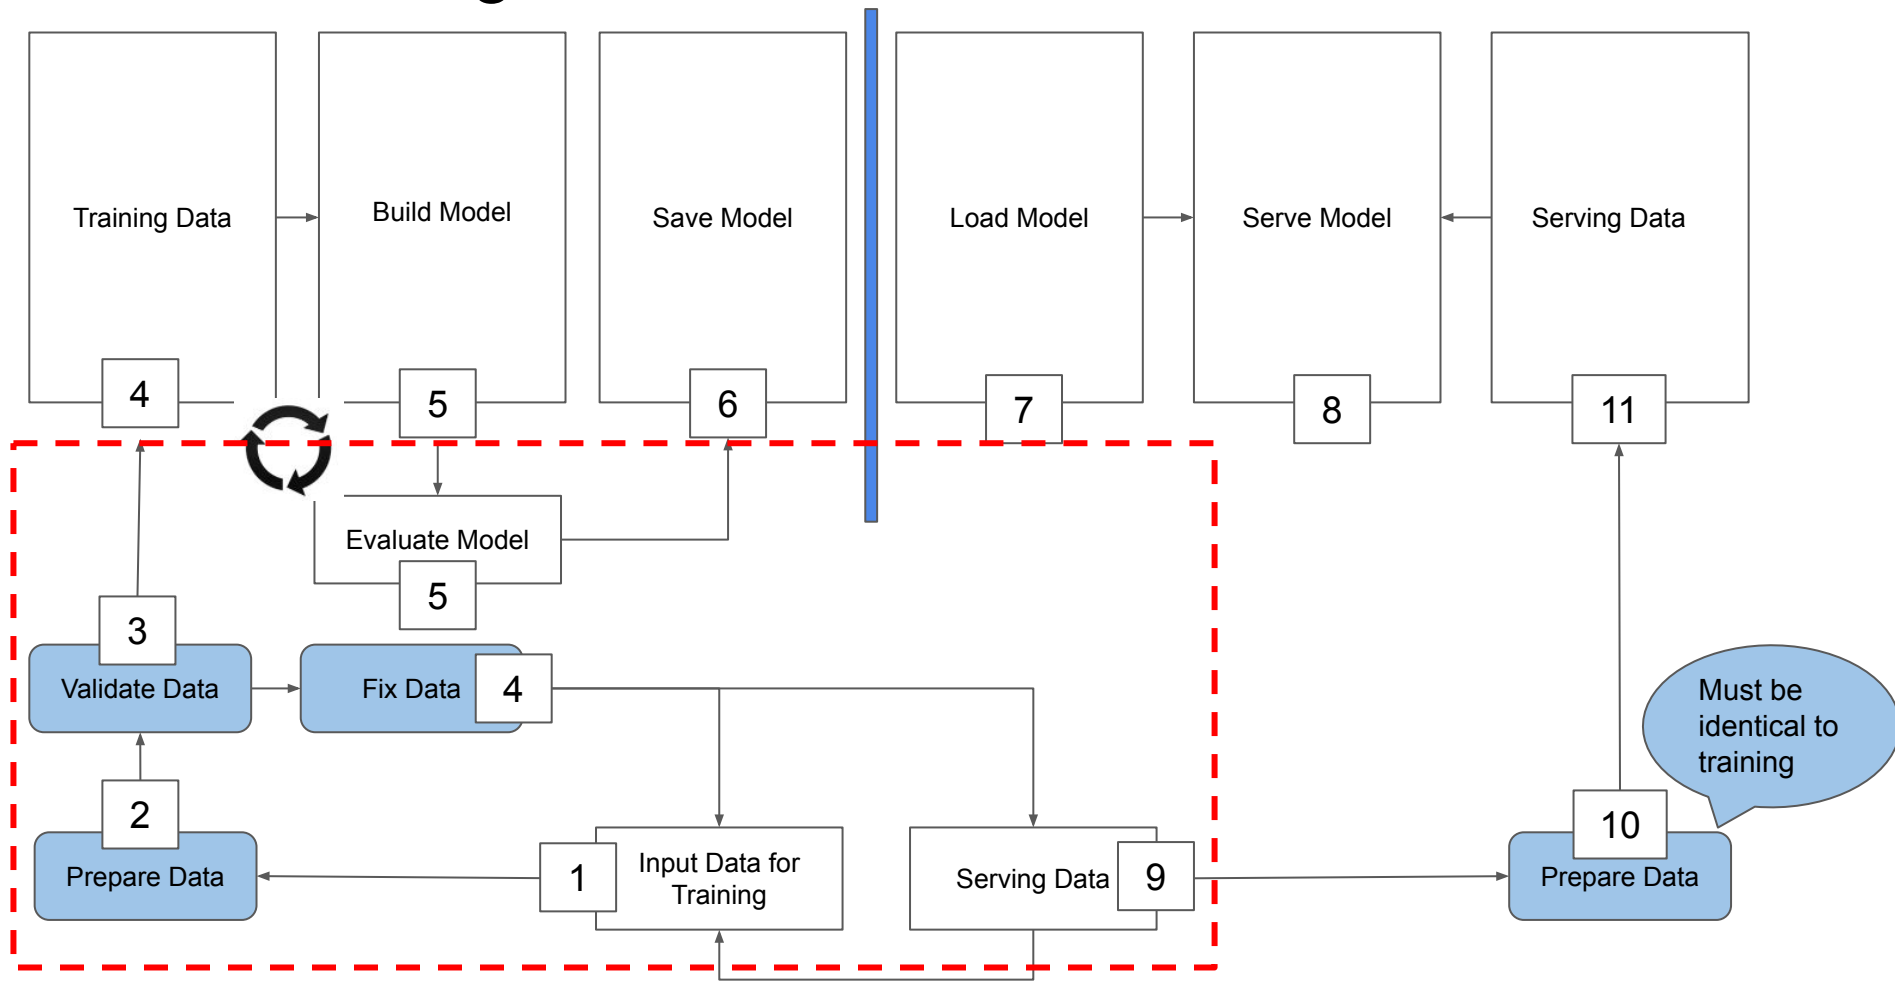 Training Data
Build Model
Save Model
Load Model
Serve Model
Serving Data
4
5
6
7
8
11
Evaluate Model
5
3
Validate Data
Fix Data
4
Must be
identical to
training
2
Prepare Data
1
Input Data for
Training
Serving Data
9
10
Prepare Data